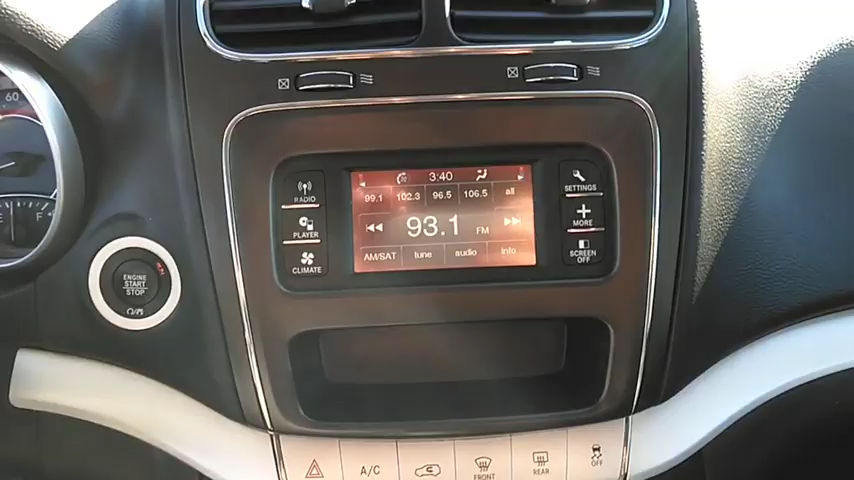 60
F
3:40
99.1 102.3 96.5 106.5 all
93.1 FM
AM/SAT tune audio info
RADIO
PLAYER
CLIMATE
SETTINGS
MORE
SCREEN
OFF
ENGINE
START
STOP
A/C
FRONT
REAR
OFF